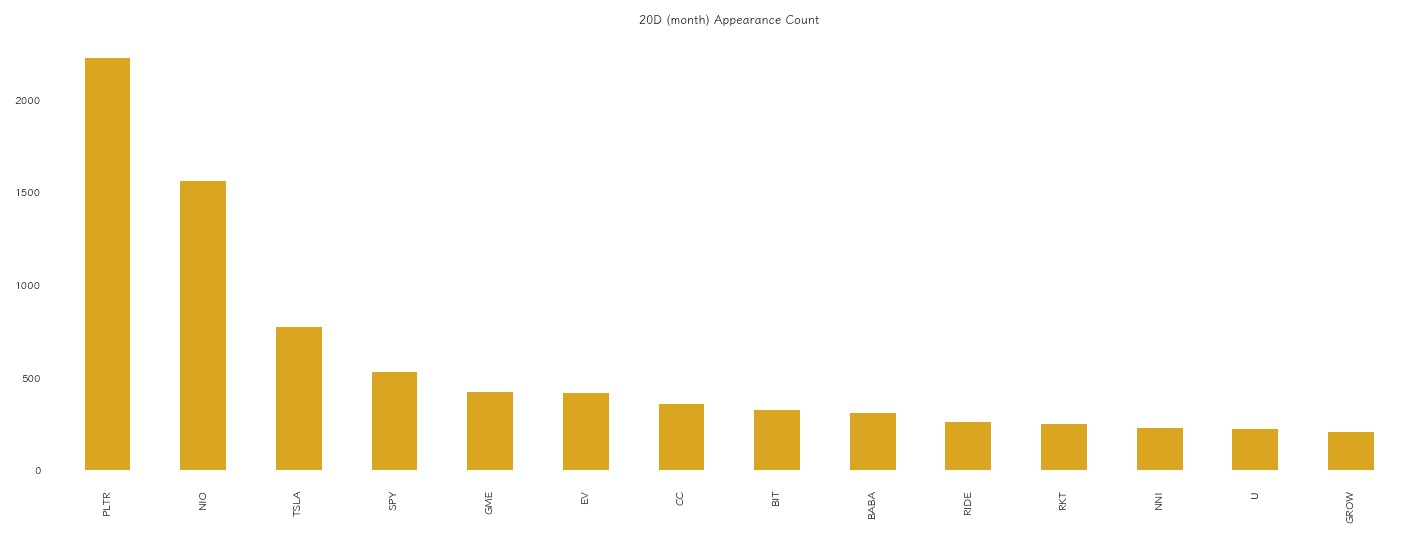 20D (month) Appearance Count
2000
1500
1000
500
0
PLTR
NIO
TSLA
SPY
GME
EV
CC
BIT
BABA
RIDE
RKT
NNI
U
GROW